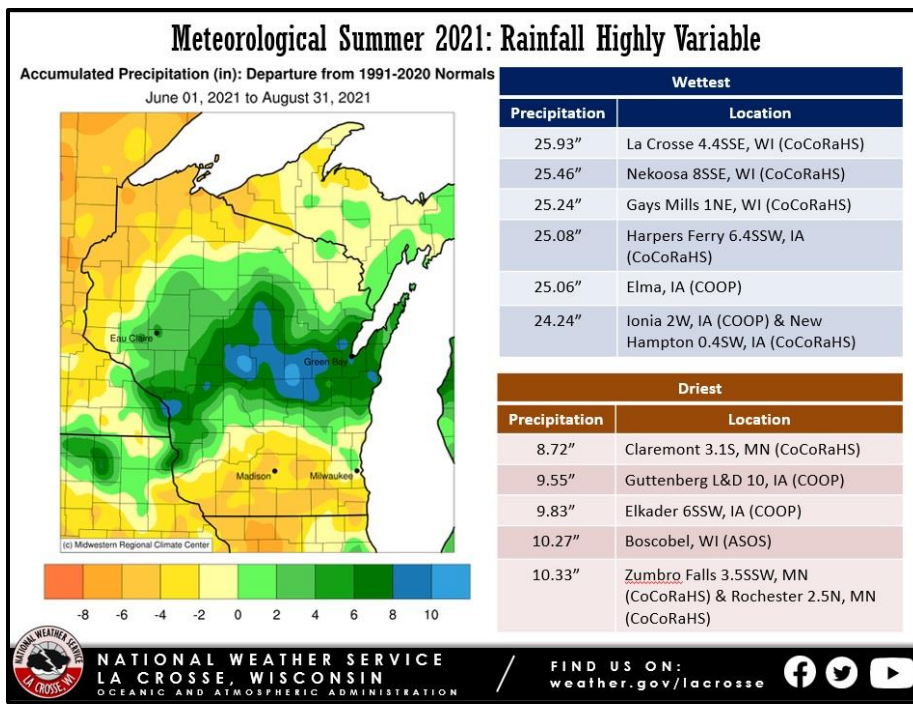 Meteorological Summer 2021: Rainfall Highly Variable
Accumulated Precipitation (in): Departure from 1991-2020 Normals
June 01, 2021 to August 31, 2021
Eau Claire
Green Bay
Madison
Milwaukee
(c) Midwestern Regional Climate Center
-8 -6 -4 -2 0 2 4 6 8 10
Wettest
Precipitation Location
25.93” La Crosse 4.4SSE, WI (CoCoRaHS)
25.46” Nekoosa 8SSE, WI (CoCoRaHS)
25.24” Gays Mills 1NE, WI (CoCoRaHS)
25.08” Harpers Ferry 6.4SSW, IA
(CoCoRaHS)
25.06” Elma, IA (COOP)
24.24” Ionia 2W, IA (COOP) & New
Hampton 0.4SW, IA (CoCoRaHS)
Driest
Precipitation Location
8.72” Claremont 3.1S, MN (CoCoRaHS)
9.55” Guttenberg L&D 10, IA (COOP)
9.83” Elkader 6SSW, IA (COOP)
10.27” Boscobel, WI (ASOS)
10.33” Zumbro Falls 3.5SSW, MN
(CoCoRaHS) & Rochester 2.5N, MN
(CoCoRaHS)
NATIONAL WEATHER SERVICE
LA CROSSE, WI
NATIONAL WEATHER SERVICE
LA CROSSE, WISCONSIN
OCEANIC AND ATMOSPHERIC ADMINISTRATION
FIND US ON:
weather.gov/lacrosse